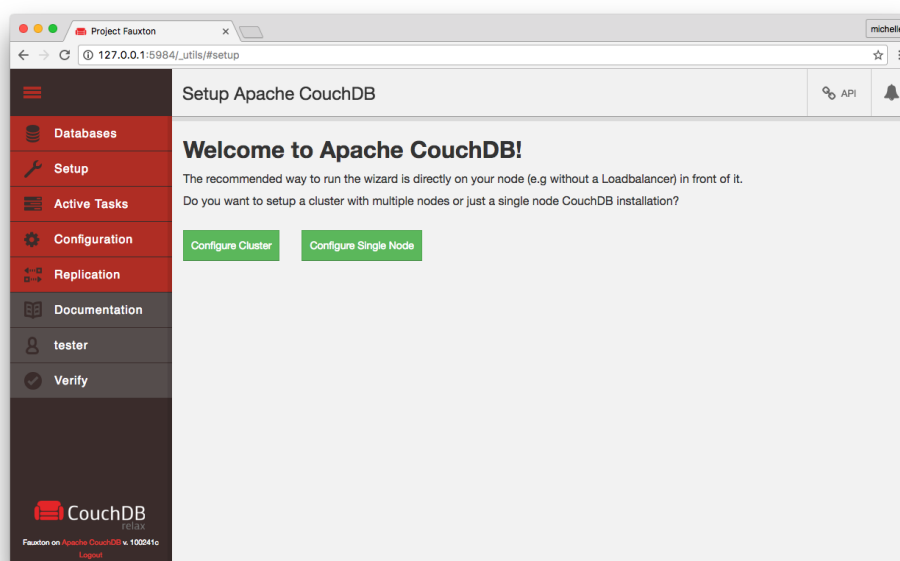 Project Fauxton
michelle
127.0.0.1:5984/_utils/#setup
Setup Apache CouchDB
API
Databases
Setup
Active Tasks
Configuration
Replication
Documentation
tester
Verify
Welcome to Apache CouchDB!
The recommended way to run the wizard is directly on your node (e.g without a Loadbalancer) in front of it.
Do you want to setup a cluster with multiple nodes or just a single node CouchDB installation?
Configure Cluster
Configure Single Node
CouchDB
relax
Fauxton on Apache CouchDB v. 100241c
Logout